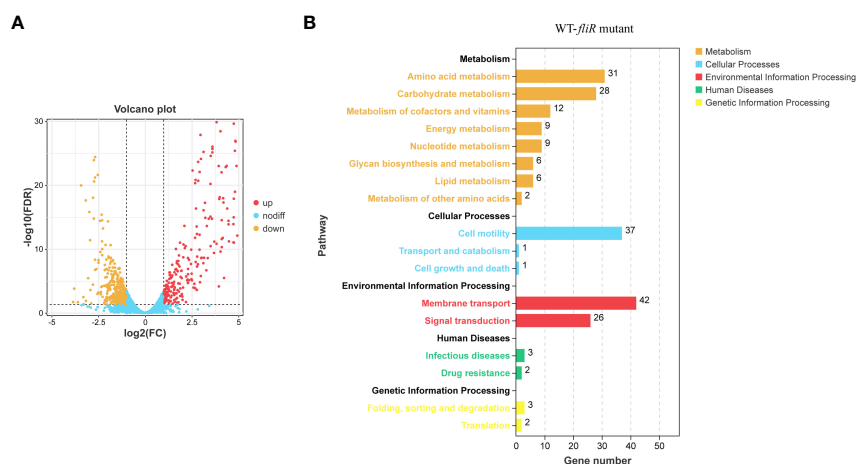 A
Volcano plot
30
20
10
0
-5
-2.5
0
2.5
5
-log10(FDR)
log2(FC)
up
nodiff
down
B
WT-fliR mutant
Pathway
Metabolism
Amino acid metabolism 31
Carbohydrate metabolism 28
Metabolism of cofactors and vitamins 12
Energy metabolism 9
Nucleotide metabolism 9
Glycan biosynthesis and metabolism 6
Lipid metabolism 6
Metabolism of other amino acids 2
Cellular Processes
Cell motility 37
Transport and catabolism 1
Cell growth and death 1
Environmental Information Processing
Membrane transport 42
Signal transduction 26
Human Diseases
Infectious diseases 3
Drug resistance 2
Genetic Information Processing
Folding, sorting and degradation 3
Translation 2
0 10 20 30 40 50
Gene number
Metabolism
Cellular Processes
Environmental Information Processing
Human Diseases
Genetic Information Processing